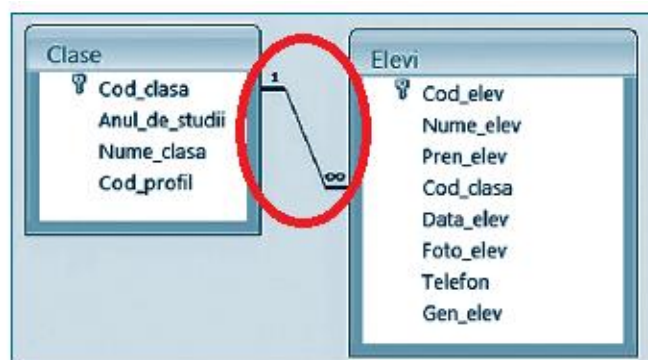 Clase
Cod_clasa
Anul_de_studii
Nume_clasa
Cod_profil
1
∞
Elevi
Cod_elev
Nume_elev
Pren_elev
Cod_clasa
Data_elev
Foto_elev
Telefon
Gen_elev